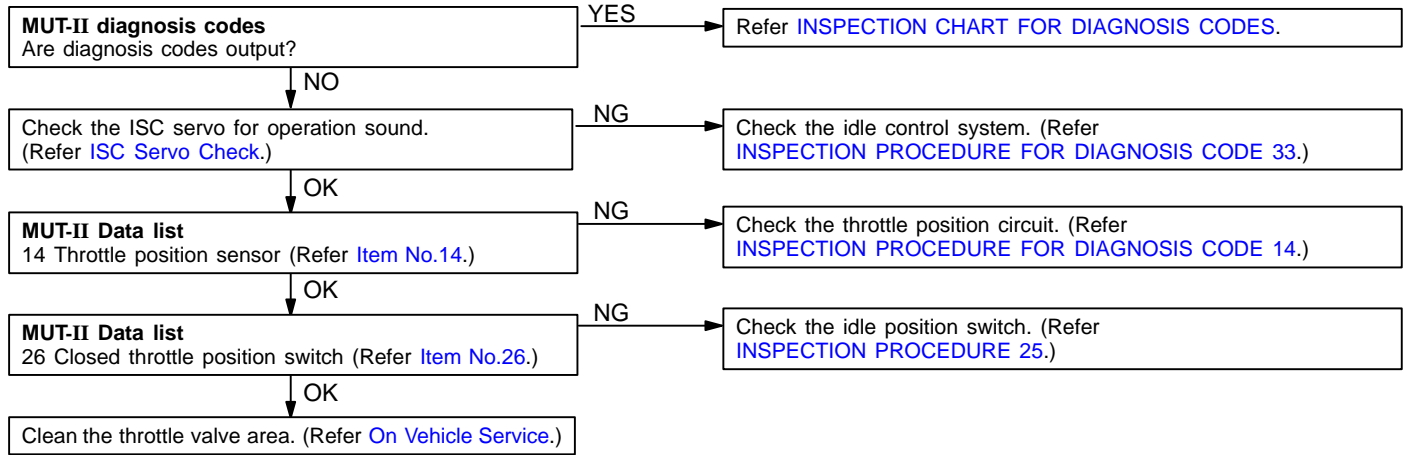 MUT-II diagnosis codes
Are diagnosis codes output?
YES
Refer INSPECTION CHART FOR DIAGNOSIS CODES.
NO
Check the ISC servo for operation sound.
(Refer ISC Servo Check.)
NG
Check the idle control system. (Refer
INSPECTION PROCEDURE FOR DIAGNOSIS CODE 33.)
OK
MUT-II Data list
14 Throttle position sensor (Refer Item No.14.)
NG
Check the throttle position circuit. (Refer
INSPECTION PROCEDURE FOR DIAGNOSIS CODE 14.)
OK
MUT-II Data list
26 Closed throttle position switch (Refer Item No.26.)
NG
Check the idle position switch. (Refer
INSPECTION PROCEDURE 25.)
OK
Clean the throttle valve area. (Refer On Vehicle Service.)